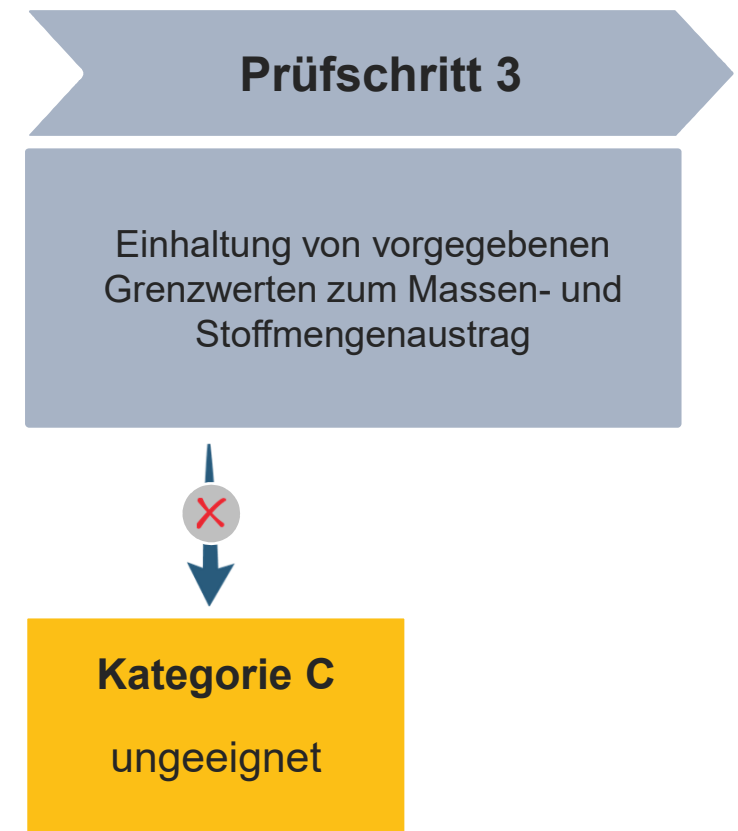 Prüfschritt 3
Einhaltung von vorgegebenen
Grenzwerten zum Massen- und
Stoffmengenaustrag
Kategorie C
ungeeignet